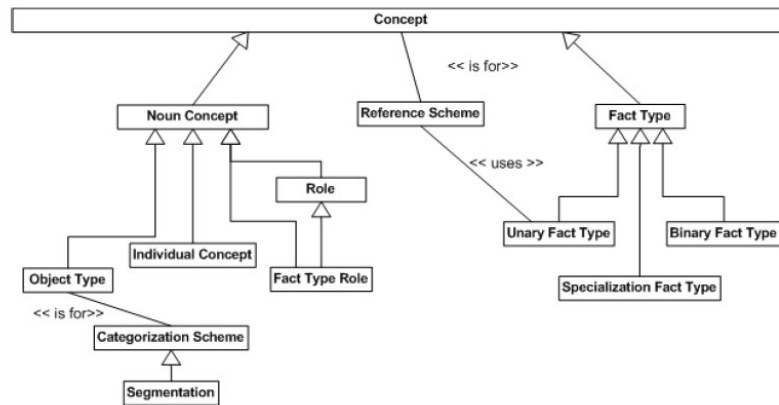 Concept
<< is for>>
Noun Concept
Reference Scheme
Fact Type
<< uses >>
Role
Unary Fact Type
Binary Fact Type
Individual Concept
Object Type
Fact Type Role
Specialization Fact Type
<< is for>>
Categorization Scheme
Segmentation